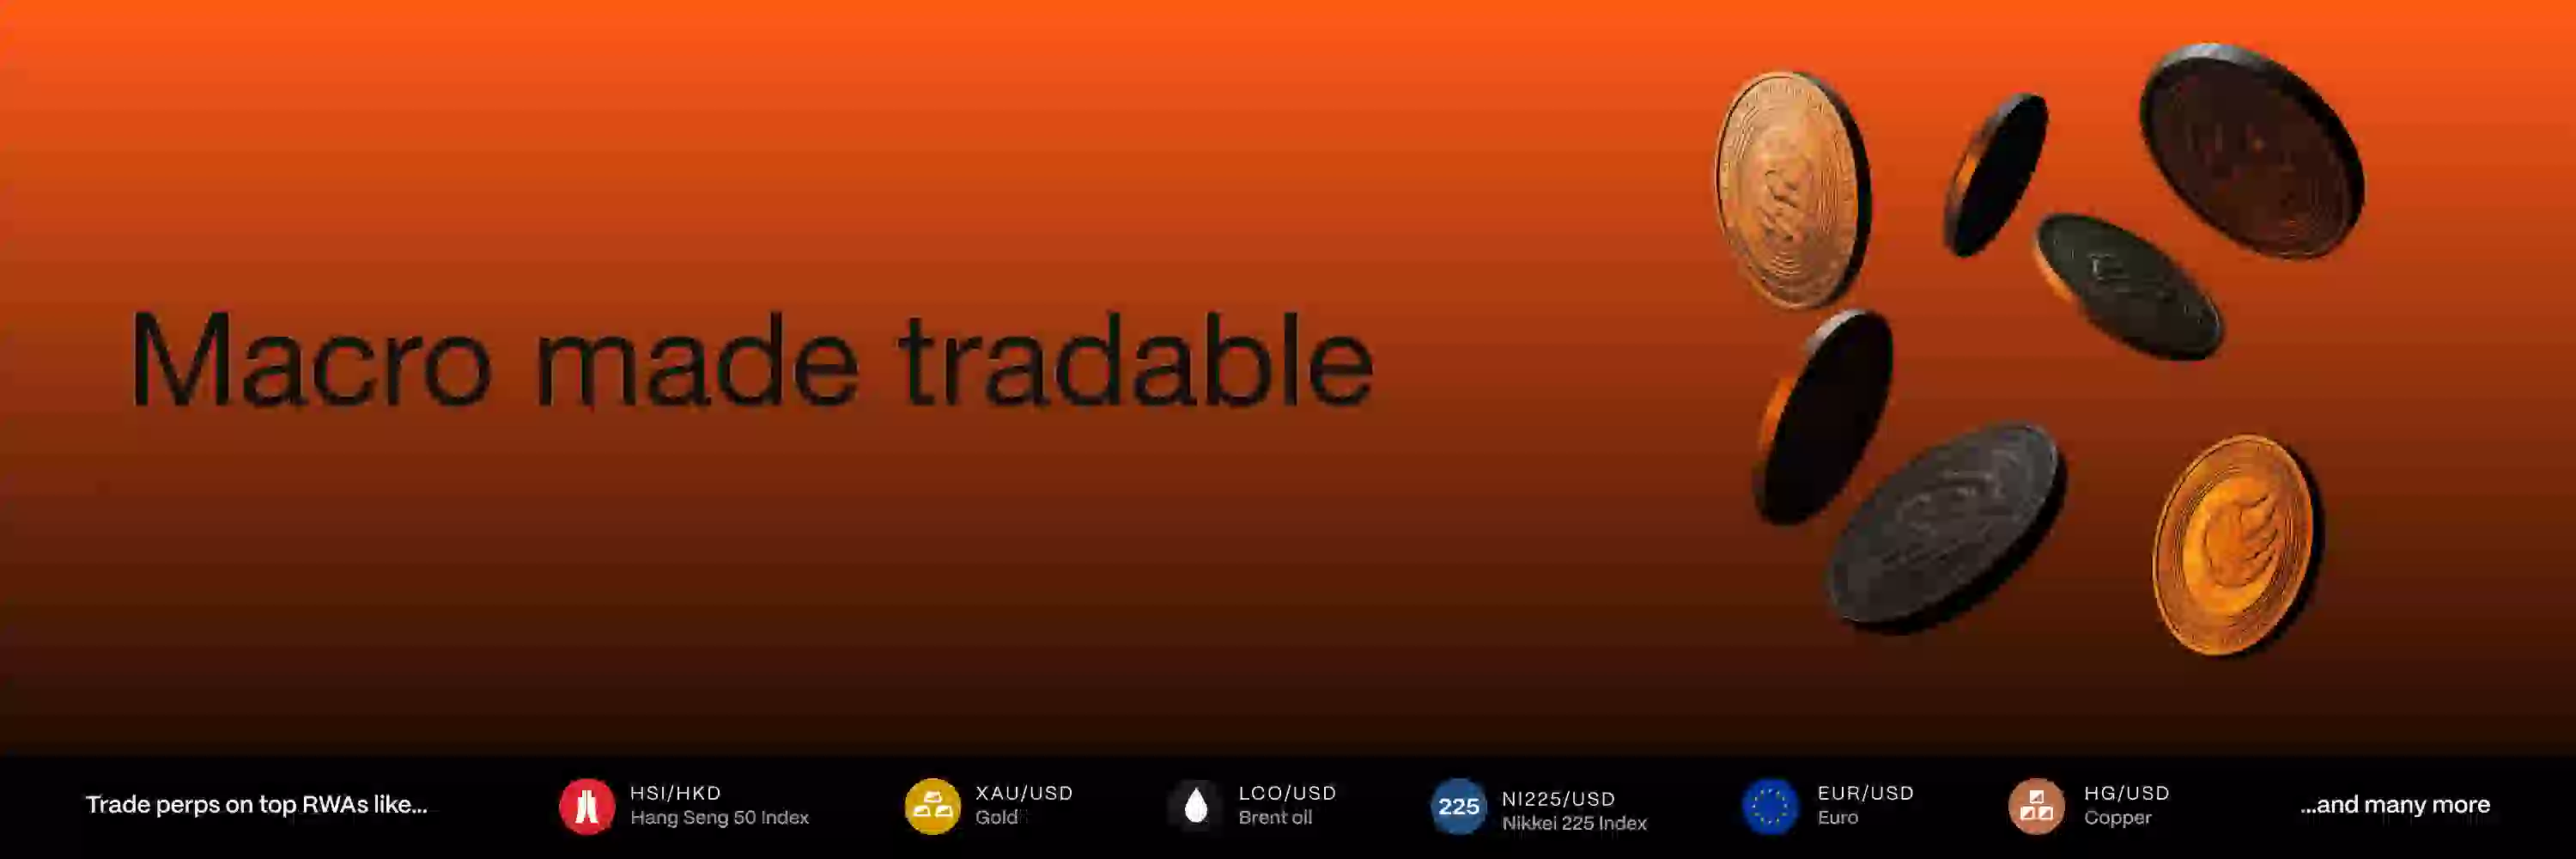 Macro made tradable
Trade perps on top RWAs like...
HSI/HKD
Hang Seng 50 Index
XAU/USD
Gold
LCO/USD
Brent oil
225
NI225/USD
Nikkei 225 Index
EUR/USD
Euro
HG/USD
Copper
...and many more